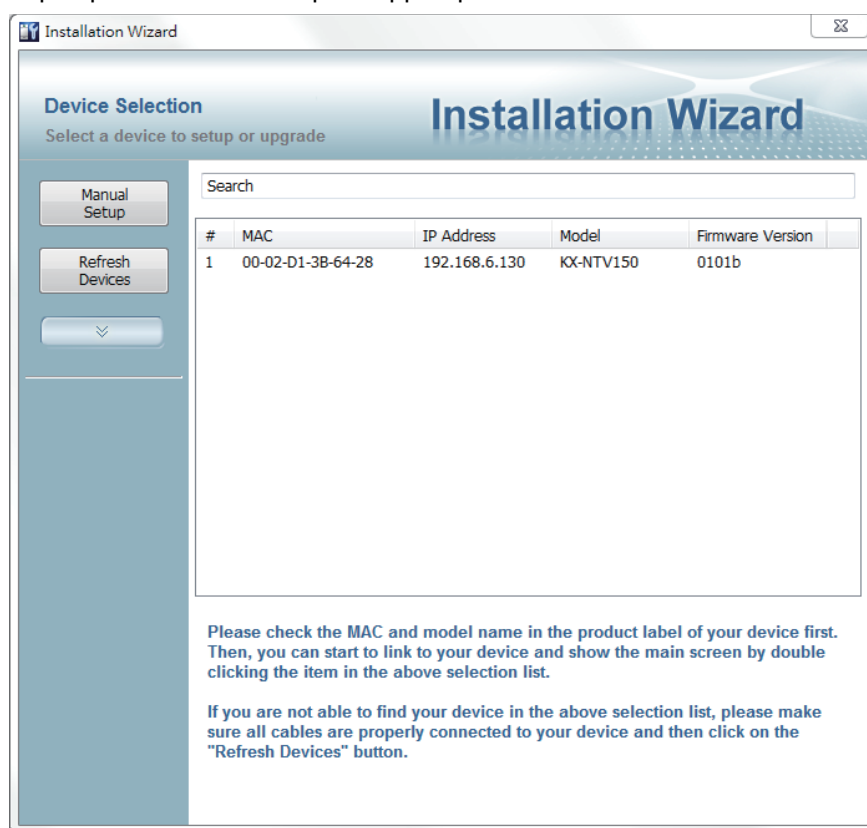 Installation Wizard
Device Selection
Select a device to setup or upgrade
Installation Wizard
Manual
Setup
Refresh
Devices
Search
# MAC IP Address Model Firmware Version
1 00-02-D1-3B-64-28 192.168.6.130 KX-NTV150 0101b
Please check the MAC and model name in the product label of your device first.
Then, you can start to link to your device and show the main screen by double
clicking the item in the above selection list.
If you are not able to find your device in the above selection list, please make
sure all cables are properly connected to your device and then click on the
"Refresh Devices" button.